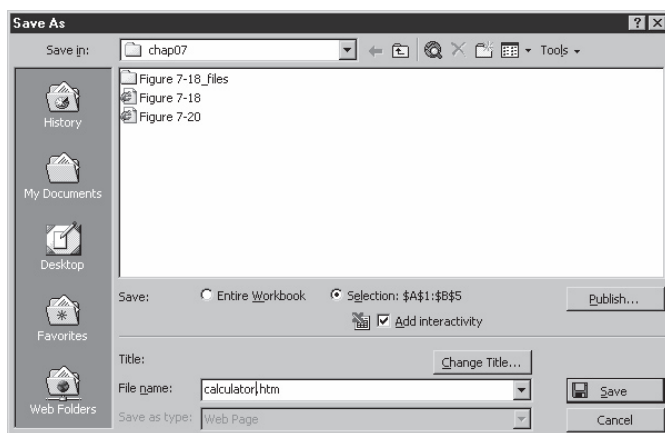 Save As
Save in: chap07 Tools
Figure 7-18_files
Figure 7-18
Figure 7-20
History
My Documents
Desktop
Favorites
Web Folders
Save: Entire Workbook Selection: $A$1:$B$5 Publish...
Add interactivity
Title: Change Title...
File name: calculator.htm Save
Save as type: Web Page Cancel